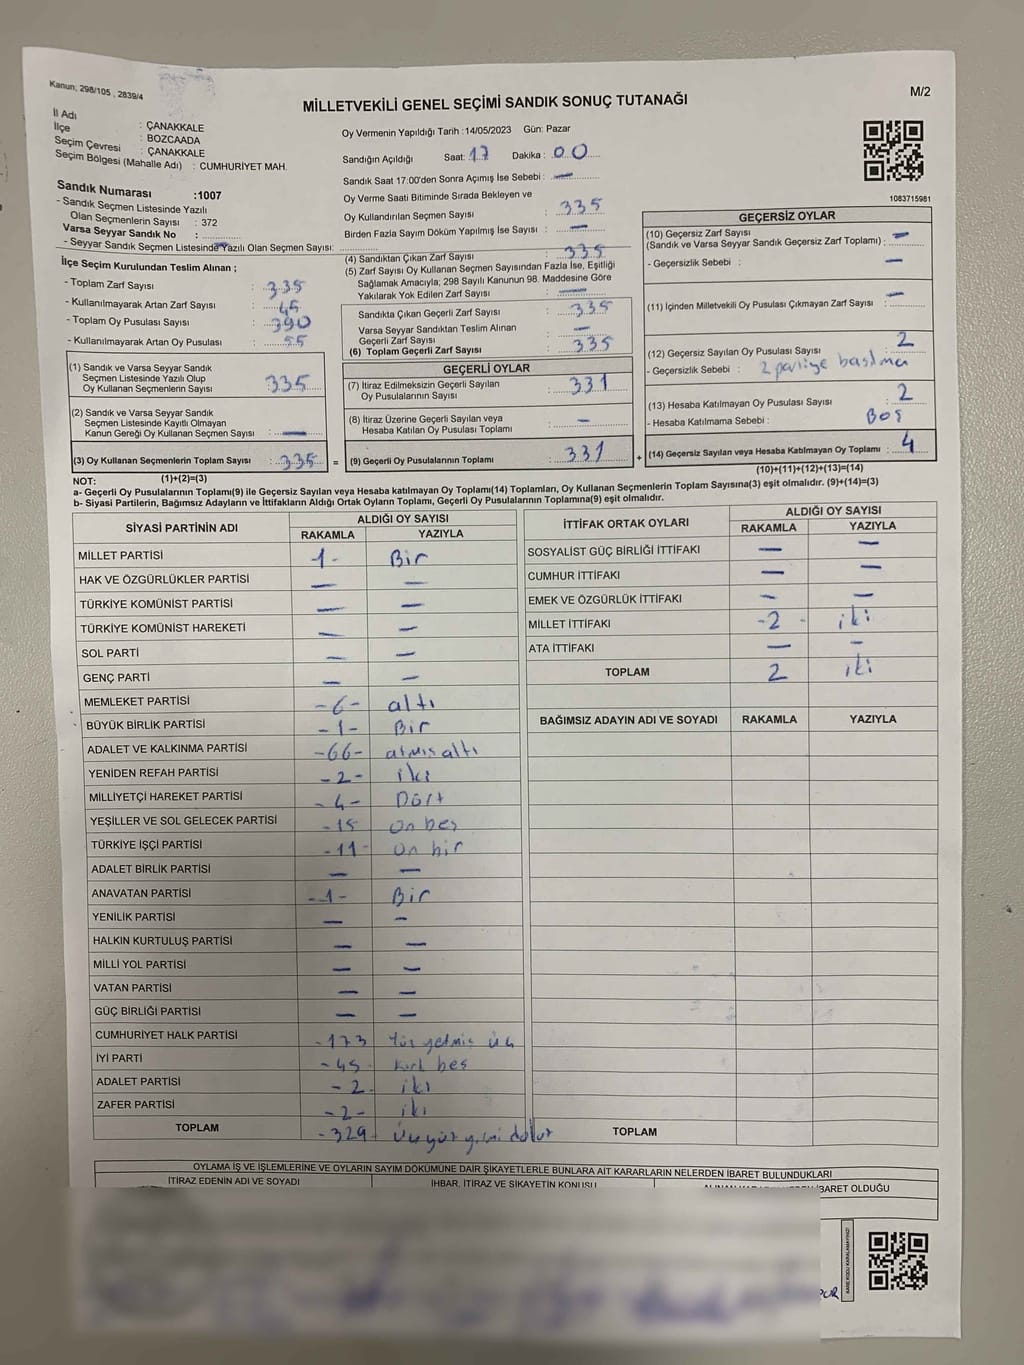 Kanun; 298/105 , 2839/4
M/2
MİLLETVEKİLİ GENEL SEÇİMİ SANDIK SONUÇ TUTANAĞI
İl Adı : ÇANAKKALE
İlçe : BOZCAADA
Seçim Çevresi : ÇANAKKALE
Seçim Bölgesi (Mahalle Adı) : CUMHURİYET MAH.
Oy Vermenin Yapıldığı Tarih :14/05/2023 Gün: Pazar
Sandığın Açıldığı Saat: 17 Dakika : 00
Sandık Saat 17:00'den Sonra Açımış İse Sebebi : —
Oy Verme Saati Bitiminde Sırada Bekleyen ve
Oy Kullandırılan Seçmen Sayısı : 335
Birden Fazla Sayım Döküm Yapılmış İse Sayısı : —
Sandık Numarası :1007
- Sandık Seçmen Listesinde Yazılı
Olan Seçmenlerin Sayısı : 372
Varsa Seyyar Sandık No :
- Seyyar Sandık Seçmen Listesinde Yazılı Olan Seçmen Sayısı: —
İlçe Seçim Kurulundan Teslim Alınan ;
- Toplam Zarf Sayısı : 335
- Kullanılmayarak Artan Zarf Sayısı : 45
- Toplam Oy Pusulası Sayısı : 390
- Kullanılmayarak Artan Oy Pusulası : 55
(1) Sandık ve Varsa Seyyar Sandık
Seçmen Listesinde Yazılı Olup
Oy Kullanan Seçmenlerin Sayısı : 335
(2) Sandık ve Varsa Seyyar Sandık
Seçmen Listesinde Kayıtlı Olmayan
Kanun Gereği Oy Kullanan Seçmen Sayısı : —
(3) Oy Kullanan Seçmenlerin Toplam Sayısı : 335 =
(4) Sandıktan Çıkan Zarf Sayısı : 335
(5) Zarf Sayısı Oy Kullanan Seçmen Sayısından Fazla İse, Eşitliği
Sağlamak Amacıyla; 298 Sayılı Kanunun 98. Maddesine Göre
Yakılarak Yok Edilen Zarf Sayısı : —
Sandıkta Çıkan Geçerli Zarf Sayısı : 335
Varsa Seyyar Sandıktan Teslim Alınan
Geçerli Zarf Sayısı : —
(6) Toplam Geçerli Zarf Sayısı : 335
GEÇERLİ OYLAR
(7) İtiraz Edilmeksizin Geçerli Sayılan
Oy Pusulalarının Sayısı : 331
(8) İtiraz Üzerine Geçerli Sayılan veya
Hesaba Katılan Oy Pusulası Toplamı : —
(9) Geçerli Oy Pusulalarının Toplamı : 331 +
1083715981
GEÇERSİZ OYLAR
(10) Geçersiz Zarf Sayısı
(Sandık ve Varsa Seyyar Sandık Geçersiz Zarf Toplamı) : —
- Geçersizlik Sebebi : —
(11) İçinden Milletvekili Oy Pusulası Çıkmayan Zarf Sayısı : —
(12) Geçersiz Sayılan Oy Pusulası Sayısı : 2
- Geçersizlik Sebebi : 2 partiye basılma
(13) Hesaba Katılmayan Oy Pusulası Sayısı : 2
- Hesaba Katılmama Sebebi : Boş
(14) Geçersiz Sayılan veya Hesaba Katılmayan Oy Toplamı : 4
(10)+(11)+(12)+(13)=(14)
NOT: (1)+(2)=(3)
a- Geçerli Oy Pusulalarının Toplamı(9) ile Geçersiz Sayılan veya Hesaba katılmayan Oy Toplamı(14) Toplamları, Oy Kullanan Seçmenlerin Toplam Sayısına(3) eşit olmalıdır. (9)+(14)=(3)
b- Siyasi Partilerin, Bağımsız Adayların ve İttifakların Aldığı Ortak Oyların Toplamı, Geçerli Oy Pusulalarının Toplamına(9) eşit olmalıdır.
SİYASİ PARTİNİN ADI ALDIĞI OY SAYISI
RAKAMLA YAZIYLA
MİLLET PARTİSİ 1- Bir
HAK VE ÖZGÜRLÜKLER PARTİSİ — —
TÜRKİYE KOMÜNİST PARTİSİ — —
TÜRKİYE KOMÜNİST HAREKETİ — —
SOL PARTİ — —
GENÇ PARTİ — —
MEMLEKET PARTİSİ -6- altı
BÜYÜK BİRLİK PARTİSİ -1- Bir
ADALET VE KALKINMA PARTİSİ -66- atmış altı
YENİDEN REFAH PARTİSİ -2- iki
MİLLİYETÇİ HAREKET PARTİSİ -4- Dört
YEŞİLLER VE SOL GELECEK PARTİSİ -15 on beş
TÜRKİYE İŞÇİ PARTİSİ -11- on bir
ADALET BİRLİK PARTİSİ — —
ANAVATAN PARTİSİ -1- Bir
YENİLİK PARTİSİ — —
HALKIN KURTULUŞ PARTİSİ — —
MİLLİ YOL PARTİSİ — —
VATAN PARTİSİ — —
GÜÇ BİRLİĞİ PARTİSİ — —
CUMHURİYET HALK PARTİSİ -173 Yüz yetmiş üç
İYİ PARTİ -45- kırk beş
ADALET PARTİSİ -2- iki
ZAFER PARTİSİ -2- iki
TOPLAM -329- Üç yüz yirmi dokuz
İTTİFAK ORTAK OYLARI ALDIĞI OY SAYISI
RAKAMLA YAZIYLA
SOSYALİST GÜÇ BİRLİĞİ İTTİFAKI — —
CUMHUR İTTİFAKI — —
EMEK VE ÖZGÜRLÜK İTTİFAKI — —
MİLLET İTTİFAKI -2- iki
ATA İTTİFAKI — —
TOPLAM 2 iki
BAĞIMSIZ ADAYIN ADI VE SOYADI RAKAMLA YAZIYLA
TOPLAM
OYLAMA İŞ VE İŞLEMLERİNE VE OYLARIN SAYIM DÖKÜMÜNE DAİR ŞİKAYETLERLE BUNLARA AİT KARARLARIN NELERDEN İBARET BULUNDUKLARI
İTİRAZ EDENİN ADI VE SOYADI İHBAR, İTİRAZ VE ŞİKAYETİN KONUSU İBARET OLDUĞU
KARE KODU KARALAMAYINIZ!